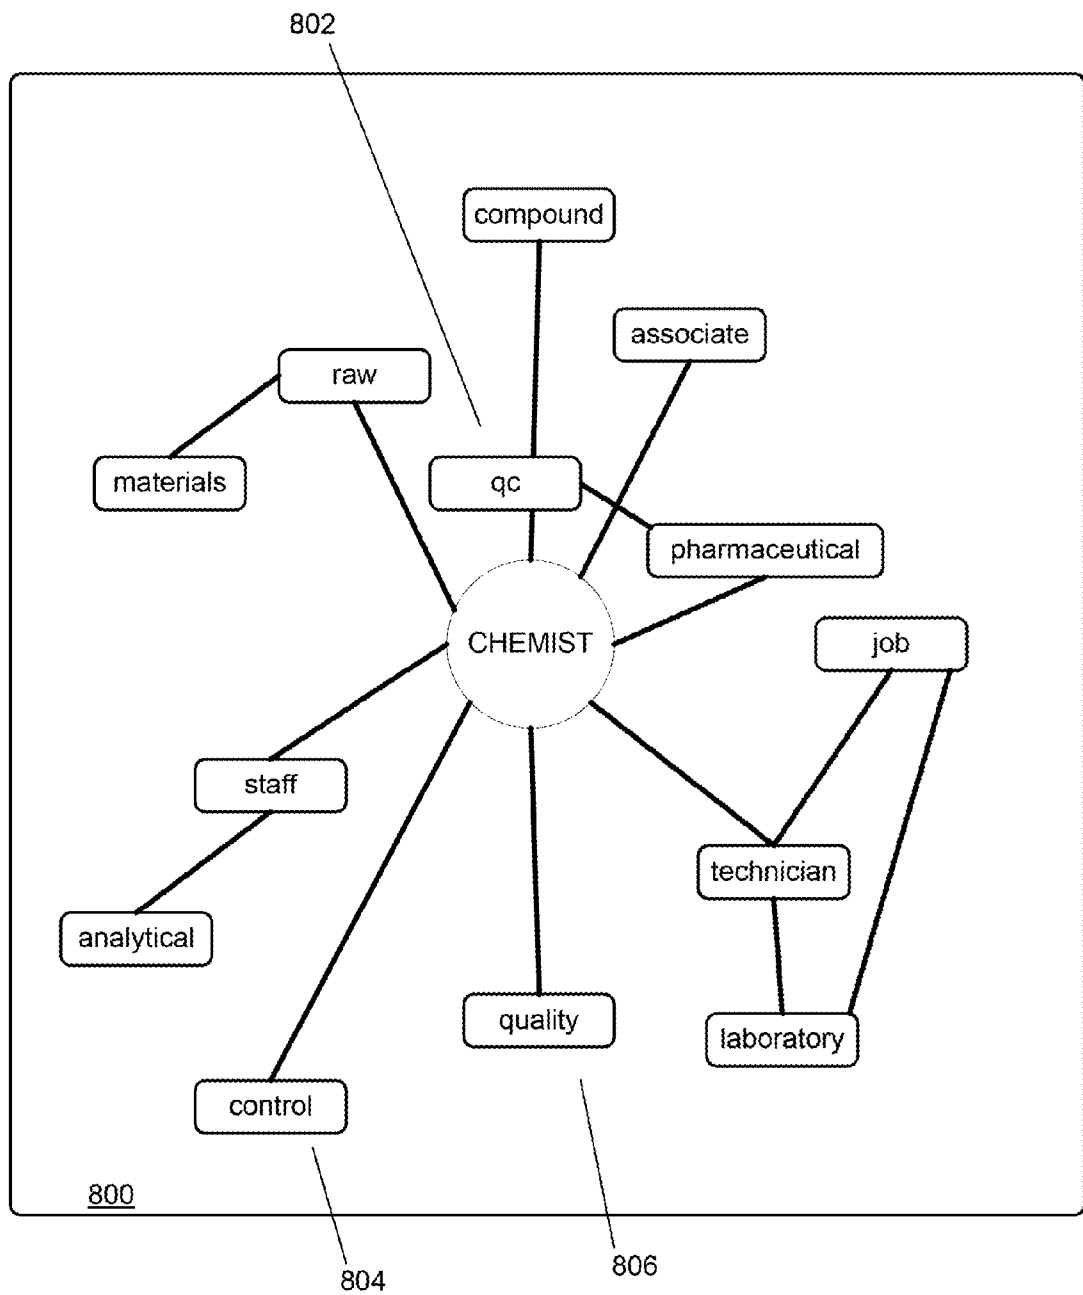 802
compound
associate
raw
materials
qc
pharmaceutical
CHEMIST
job
staff
technician
analytical
quality
laboratory
control
800
806
804